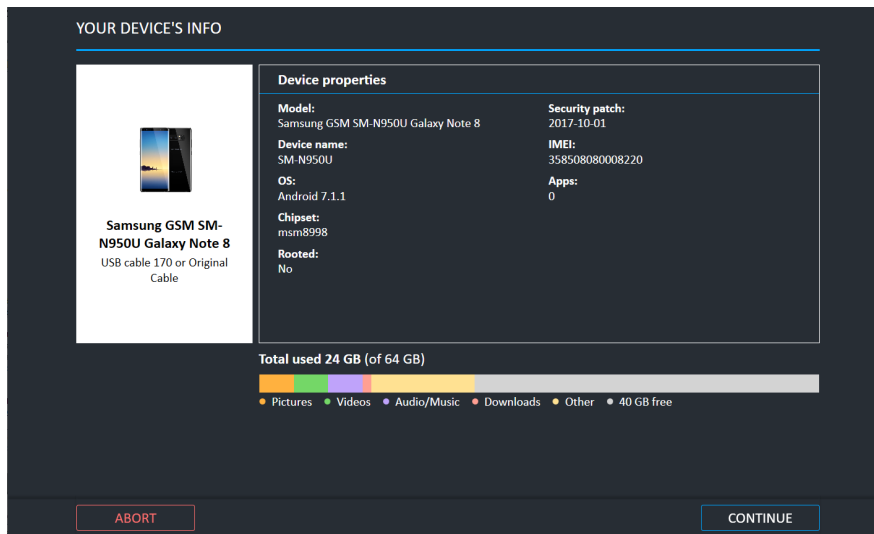 YOUR DEVICE'S INFO
Samsung GSM SM-
N950U Galaxy Note 8
USB cable 170 or Original
Cable
Device properties
Model:
Samsung GSM SM-N950U Galaxy Note 8
Device name:
SM-N950U
OS:
Android 7.1.1
Chipset:
msm8998
Rooted:
No
Security patch:
2017-10-01
IMEI:
358508080008220
Apps:
0
Total used 24 GB (of 64 GB)
Pictures Videos Audio/Music Downloads Other 40 GB free
ABORT
CONTINUE